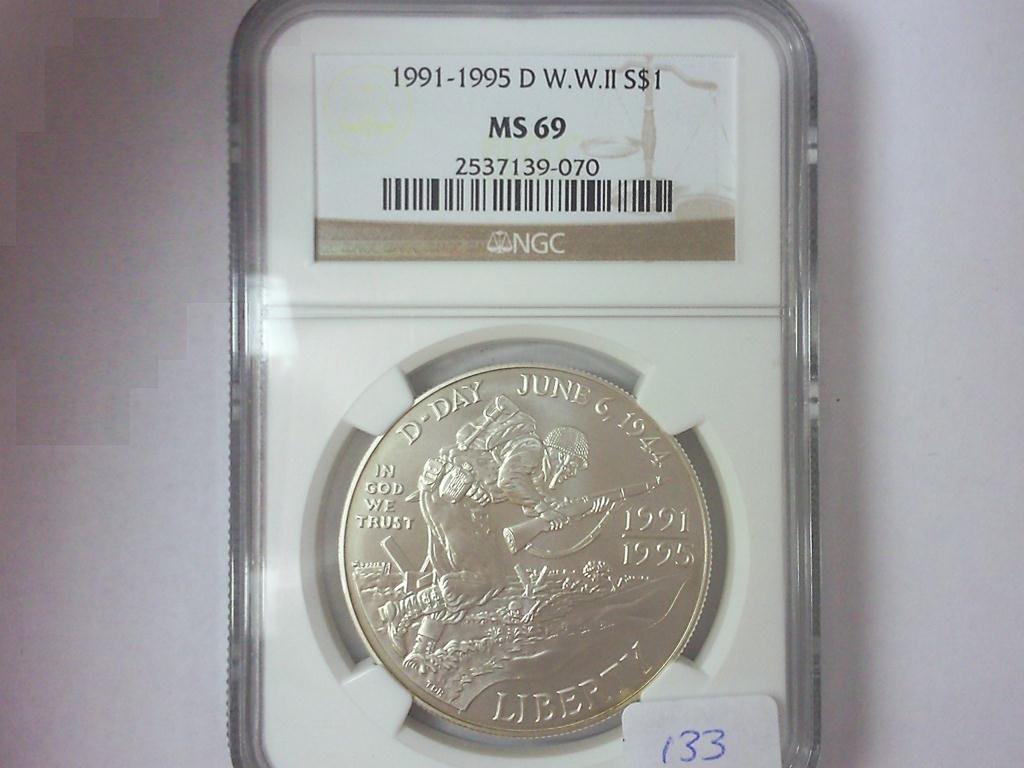 1991-1995 D W.W.II S$1
MS 69
2537139-070
NGC
D-DAY JUNE 6, 1944
IN
GOD
WE
TRUST
1991
1995
LIBERTY
133